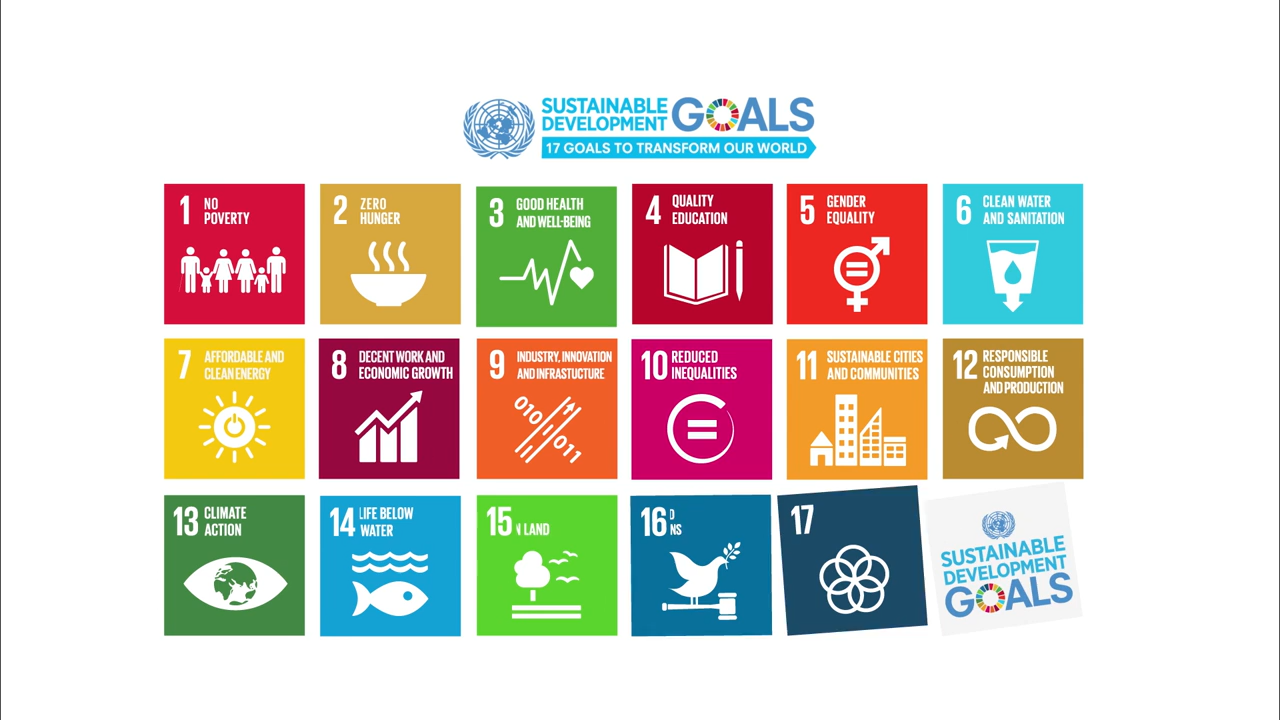 SUSTAINABLE
DEVELOPMENT
GOALS
17 GOALS TO TRANSFORM OUR WORLD
1 NO
POVERTY
2 ZERO
HUNGER
3 GOOD HEALTH
AND WELL-BEING
4 QUALITY
EDUCATION
5 GENDER
EQUALITY
6 CLEAN WATER
AND SANITATION
7 AFFORDABLE AND
CLEAN ENERGY
8 DECENT WORK AND
ECONOMIC GROWTH
9 INDUSTRY, INNOVATION
AND INFRASTUCTURE
010
011
10 REDUCED
INEQUALITIES
11 SUSTAINABLE CITIES
AND COMMUNITIES
12 RESPONSIBLE
CONSUMPTION
AND PRODUCTION
13 CLIMATE
ACTION
14 LIFE BELOW
WATER
15 LAND
16 D
NS
17
SUSTAINABLE
DEVELOPMENT
GOALS